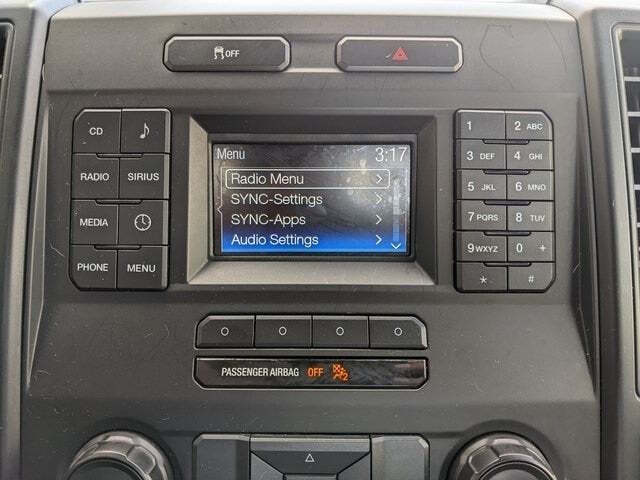 OFF
CD
RADIO SIRIUS
MEDIA
PHONE MENU
Menu 3:17
Radio Menu
SYNC-Settings
SYNC-Apps
Audio Settings
1 2 ABC
3 DEF 4 GHI
5 JKL 6 MNO
7 PQRS 8 TUV
9 WXYZ 0 +
* #
PASSENGER AIRBAG OFF 2